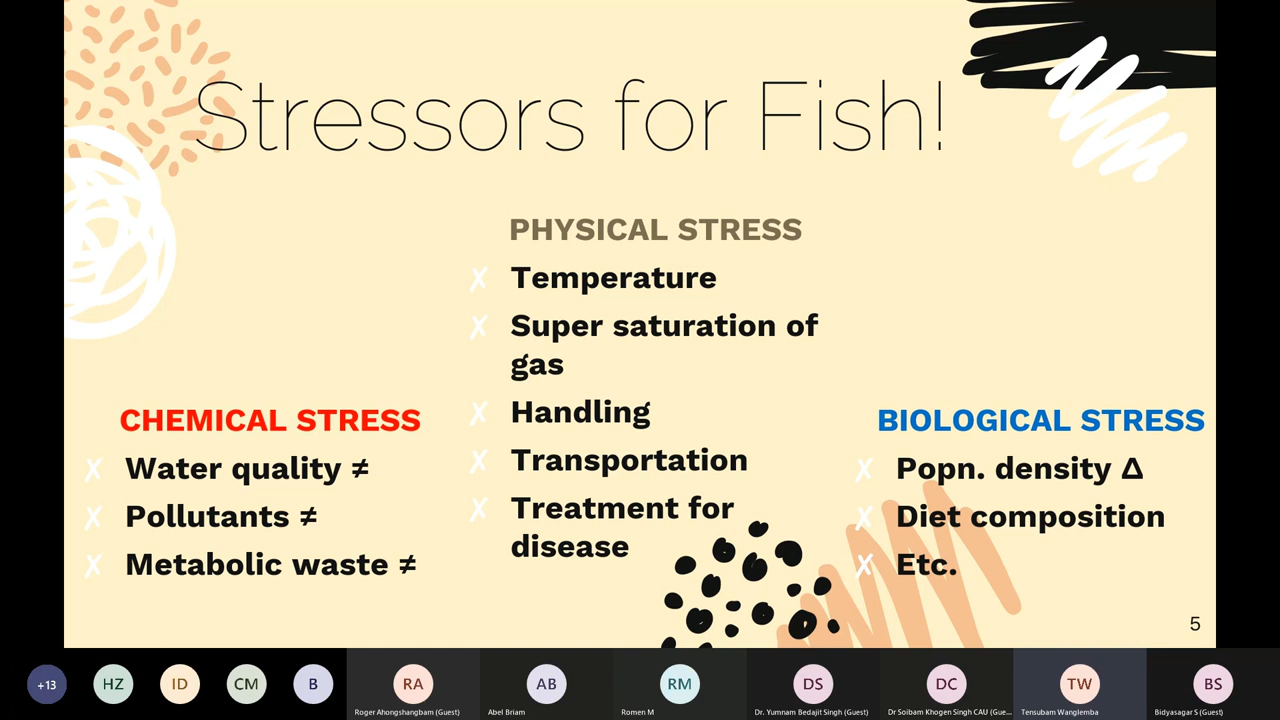 Stressors for Fish!
PHYSICAL STRESS
✗ Temperature
✗ Super saturation of
gas
✗ Handling
✗ Transportation
✗ Treatment for
disease
CHEMICAL STRESS
✗ Water quality ≠
✗ Pollutants ≠
✗ Metabolic waste ≠
BIOLOGICAL STRESS
✗ Popn. density Δ
✗ Diet composition
✗ Etc.
5
+13
HZ
ID
CM
B
RA
Roger Ahongshangbam (Guest)
AB
Abel Briam
RM
Romen M
DS
Dr. Yumnam Bedajit Singh (Guest)
DC
Dr Soibam Khogen Singh CAU (Gue...
TW
Tensubam Wanglemba
BS
Bidyasagar S (Guest)